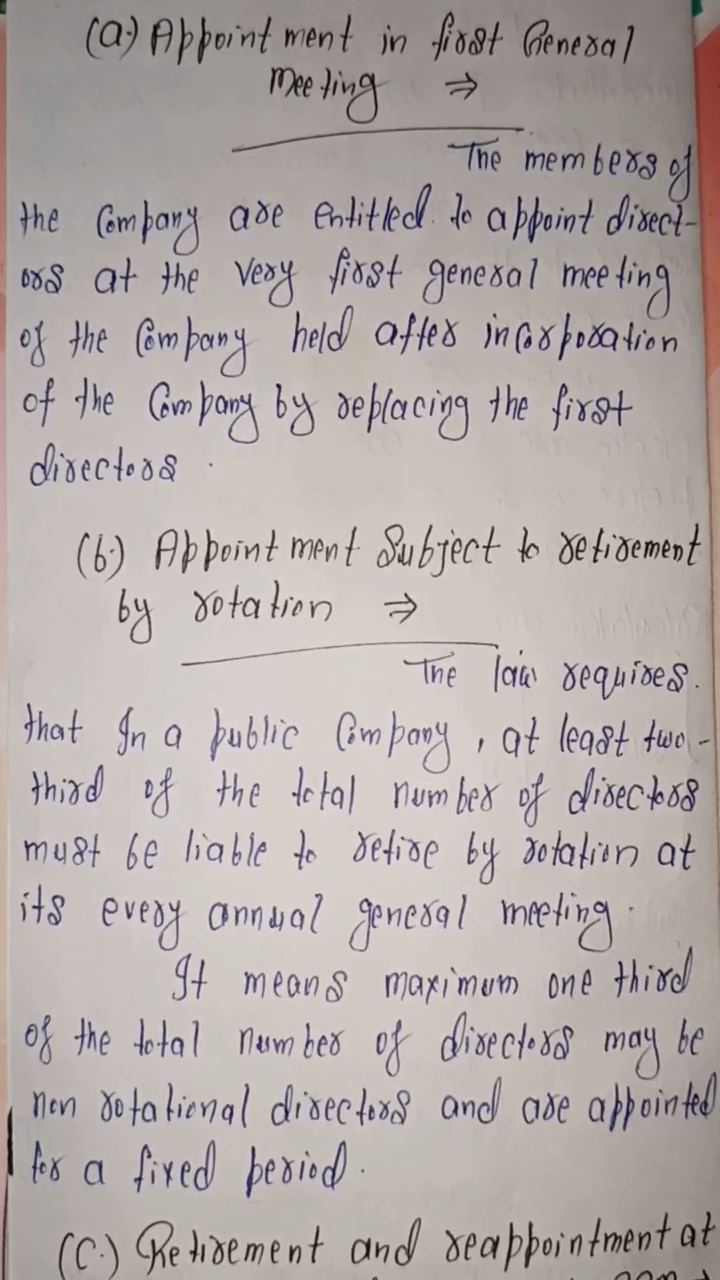 (a.) Appointment in first General
Meeting ⇒
The members of
the Company are entitled to appoint direct-
ors at the very first general meeting
of the Company held after incorporation
of the Company by replacing the first
directors.
(b.) Appointment Subject to retirement
by rotation ⇒
The law requires.
that In a public Company, at least two-
third of the total number of directors
must be liable to retire by rotation at
its every annual general meeting.
It means maximum one third
of the total number of directors may be
non rotational directors and are appointed
for a fixed period.
(C.) Retirement and reappointment at